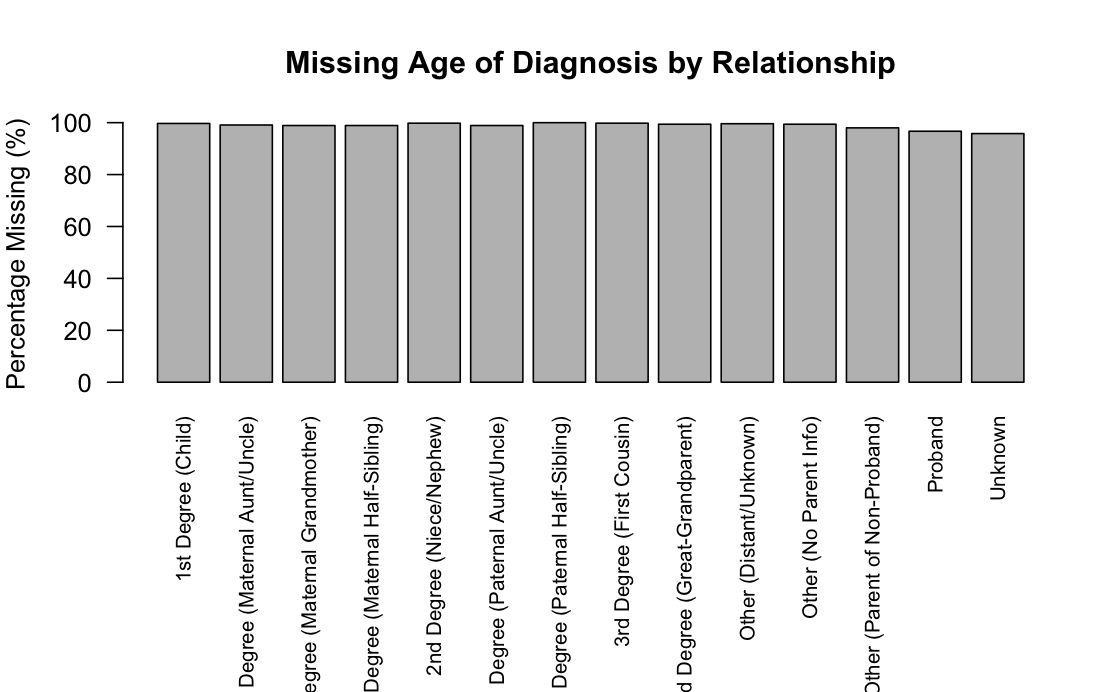 Missing Age of Diagnosis by Relationship
Percentage Missing (%)
100
80
60
40
20
0
1st Degree (Child)
Degree (Maternal Aunt/Uncle)
egree (Maternal Grandmother)
Degree (Maternal Half-Sibling)
2nd Degree (Niece/Nephew)
Degree (Paternal Aunt/Uncle)
Degree (Paternal Half-Sibling)
3rd Degree (First Cousin)
d Degree (Great-Grandparent)
Other (Distant/Unknown)
Other (No Parent Info)
Other (Parent of Non-Proband)
Proband
Unknown